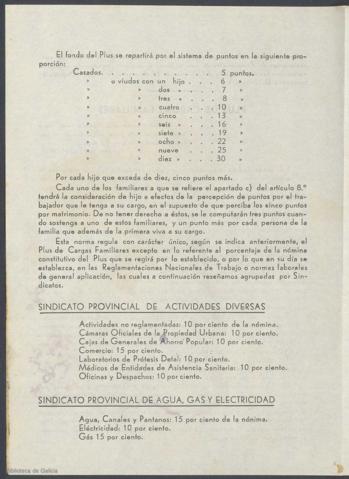 El fondo del Plus se repartirá por el sistema de puntos en la siguiente pro-
porción:
Casados. . . . . . . . . . . . 5 puntos.
» o viudos con un hijo . . . 6 »
» » dos » . . . 7 »
» » tres » . . . 8 »
» » cuatro . . . 10 »
» » cinco . . . 13 »
» » seis » . . . 16 »
» » siete » . . . 19 »
» » ocho » . . . 22 »
» » nueve . . . 25 »
» » diez » . . . 30 »
Por cada hijo que exceda de diez, cinco puntos más.
Cada uno de los familiares a que se refiere el apartado c) del artículo 8.º
tendrá la consideración de hijo a efectos de la percepción de puntos por el tra-
bajador que le tenga a su cargo, en el supuesto de que perciba los cinco puntos
por matrimonio. De no tener derecho a éstos, se le computarán tres puntos cuan-
do sostenga a uno de estos familiares, y un punto más por cada persona de la
familia que además de la primera viva a su cargo.
Esta norma regula con carácter único, según se indica anteriormente, el
Plus de Cargas Familiares excepto en lo referente al porcentaje de la nómina
constitutivo del Plus que se regirá por lo establecido, o por lo que en su día se
establezca, en las Reglamentaciones Nacionales de Trabajo o normas laborales
de general aplicación, las cuales a continuación reseñamos agrupadas por Sin-
dicatos.
SINDICATO PROVINCIAL DE ACTIVIDADES DIVERSAS
Actividades no reglamentadas: 10 por ciento de la nómina.
Cámaras Oficiales de la Propiedad Urbana: 10 por ciento.
Cajas de Generales de Ahorro Popular: 10 por ciento.
Comercio: 15 por ciento.
Laboratorios de Prótesis Detal: 10 por ciento.
Médicos de Entidades de Asistencia Sanitaria: 10 por ciento.
Oficinas y Despachos: 10 por ciento.
SINDICATO PROVINCIAL DE AGUA, GAS Y ELECTRICIDAD
Agua, Canales y Pantanos: 15 por ciento de la nómina.
Eléctricidad: 10 por ciento.
Gás 15 por ciento.
Biblioteca de Galicia